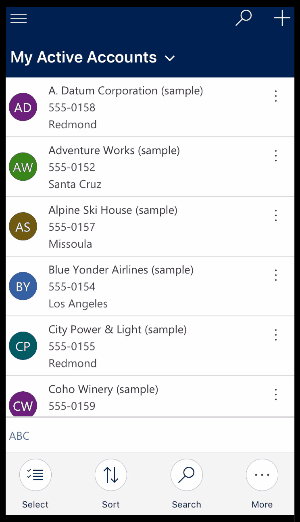 My Active Accounts
AD
A. Datum Corporation (sample)
555-0158
Redmond
AW
Adventure Works (sample)
555-0152
Santa Cruz
AS
Alpine Ski House (sample)
555-0157
Missoula
BY
Blue Yonder Airlines (sample)
555-0154
Los Angeles
CP
City Power & Light (sample)
555-0155
Redmond
CW
Coho Winery (sample)
555-0159
ABC
Select Sort Search More